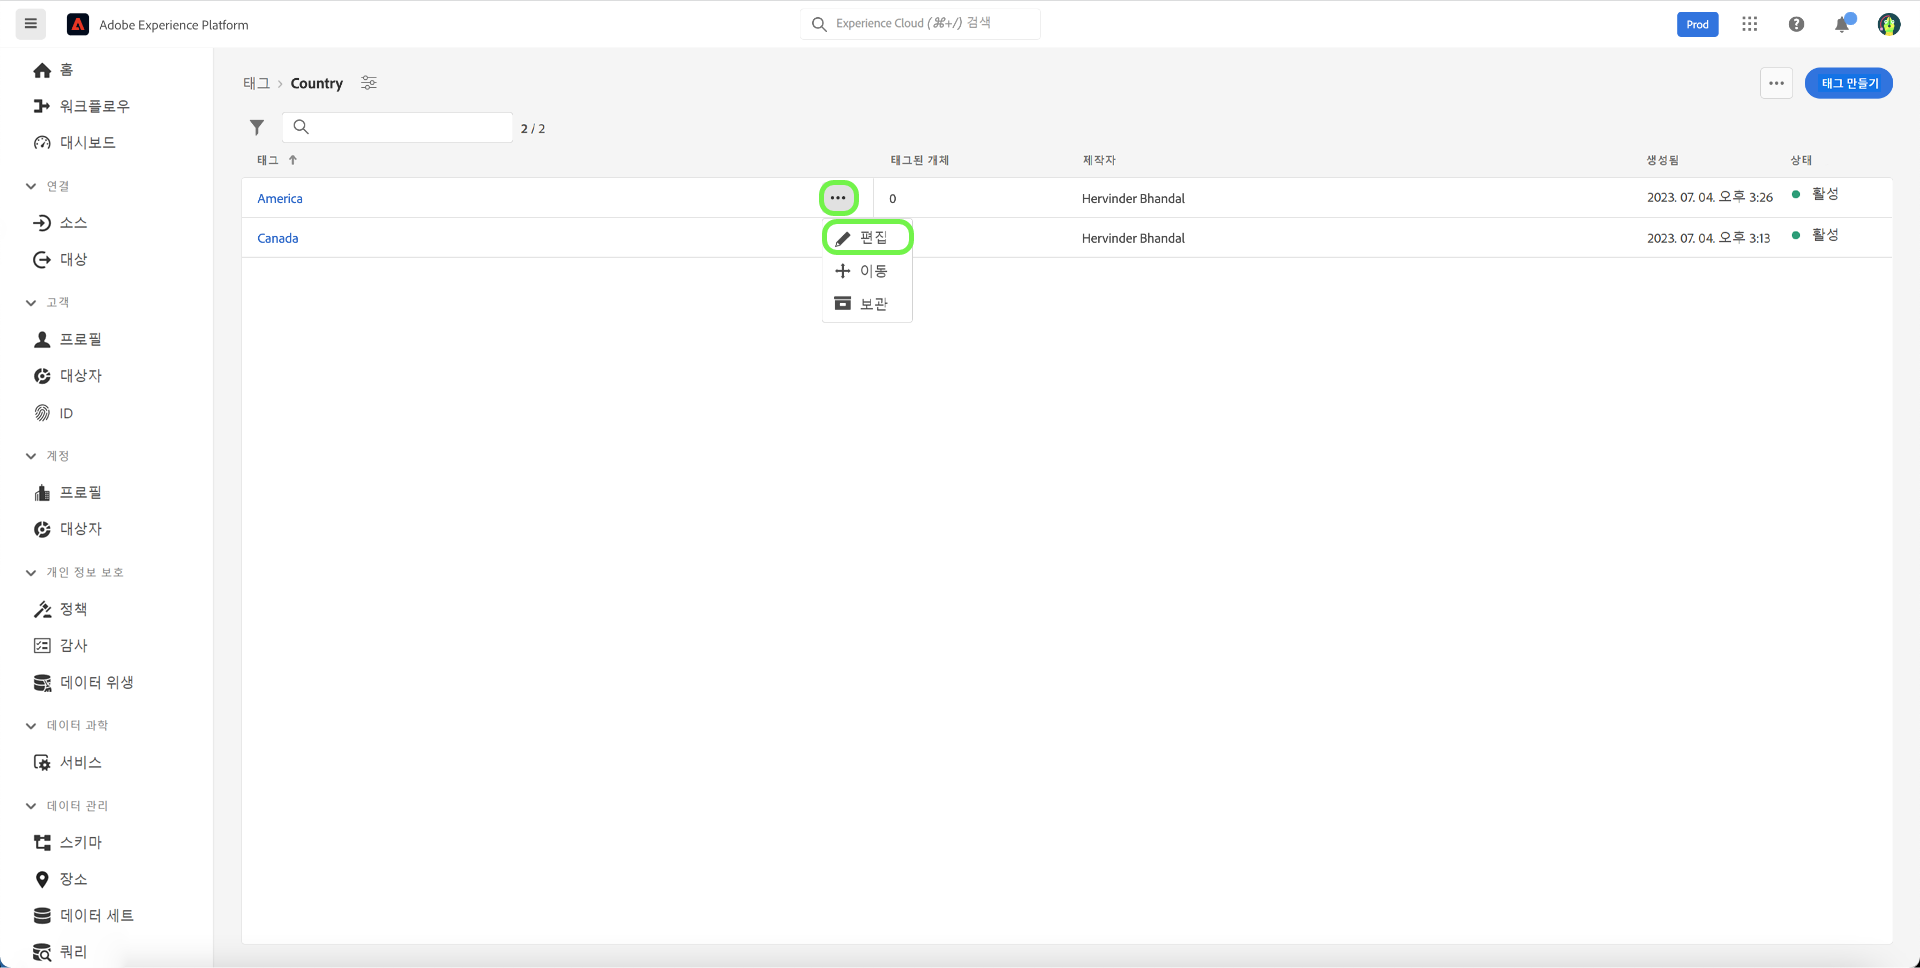 Adobe Experience Platform
Experience Cloud (⌘+/) 검색
Prod
홈
워크플로우
대시보드
연결
소스
대상
고객
프로필
대상자
ID
계정
프로필
대상자
개인 정보 보호
정책
감사
데이터 위생
데이터 과학
서비스
데이터 관리
스키마
장소
데이터 세트
쿼리
태그 › Country
태그 만들기
2 / 2
태그 태그된 개체 제작자 생성됨 상태
America 0 Hervinder Bhandal 2023. 07. 04. 오후 3:26 활성
Canada Hervinder Bhandal 2023. 07. 04. 오후 3:13 활성
편집
이동
보관